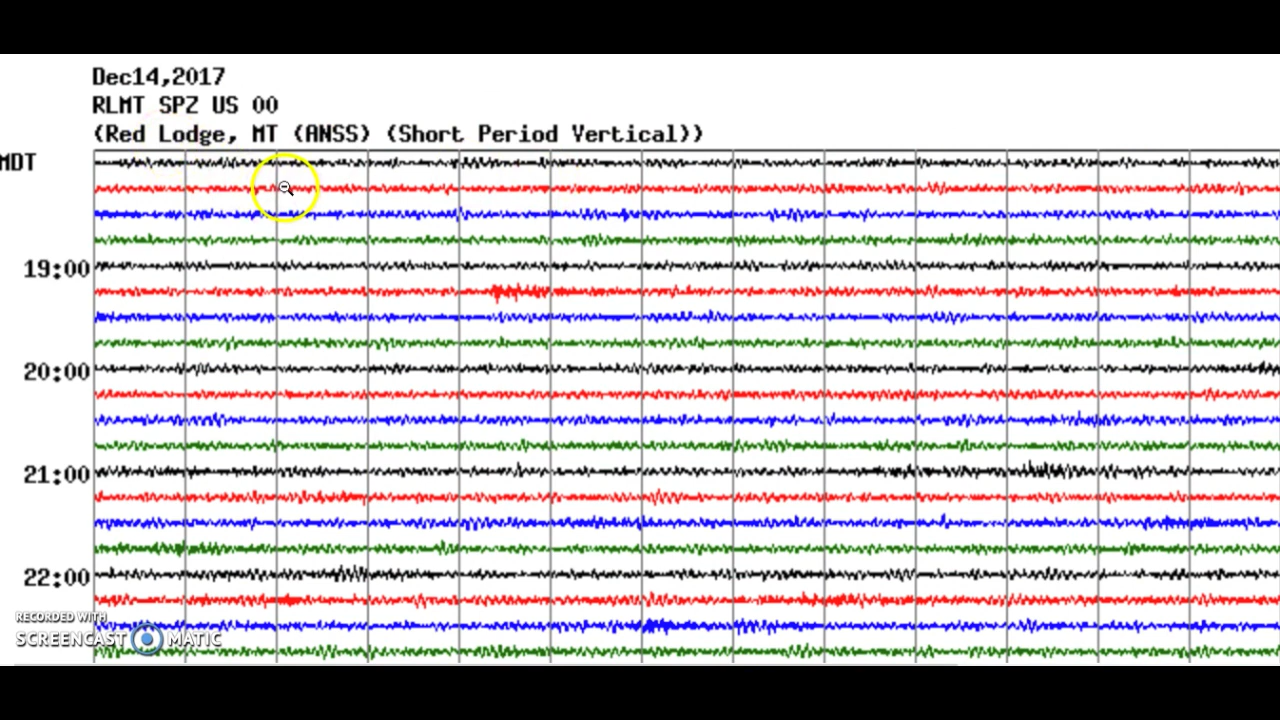 Dec14,2017
RLMT SPZ US 00
(Red Lodge, MT (ANSS) (Short Period Vertical))
MDT
19:00
20:00
21:00
22:00
RECORDED WITH
SCREENCAST MATIC